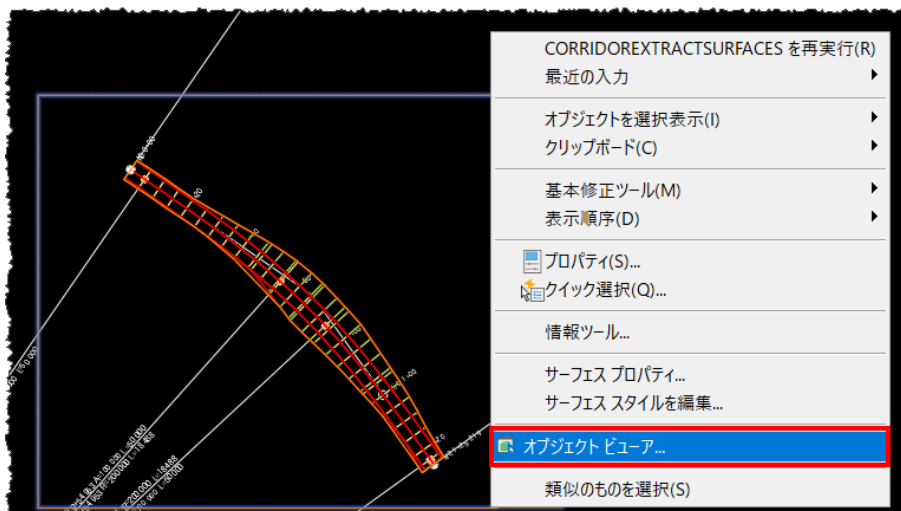 CORRIDOREXTRACTSURFACES を再実行(R)
最近の入力
オブジェクトを選択表示(I)
クリップボード(C)
基本修正ツール(M)
表示順序(D)
プロパティ(S)...
クイック選択(Q)...
情報ツール...
サーフェス プロパティ...
サーフェス スタイルを編集...
オブジェクト ビューア...
類似のものを選択(S)